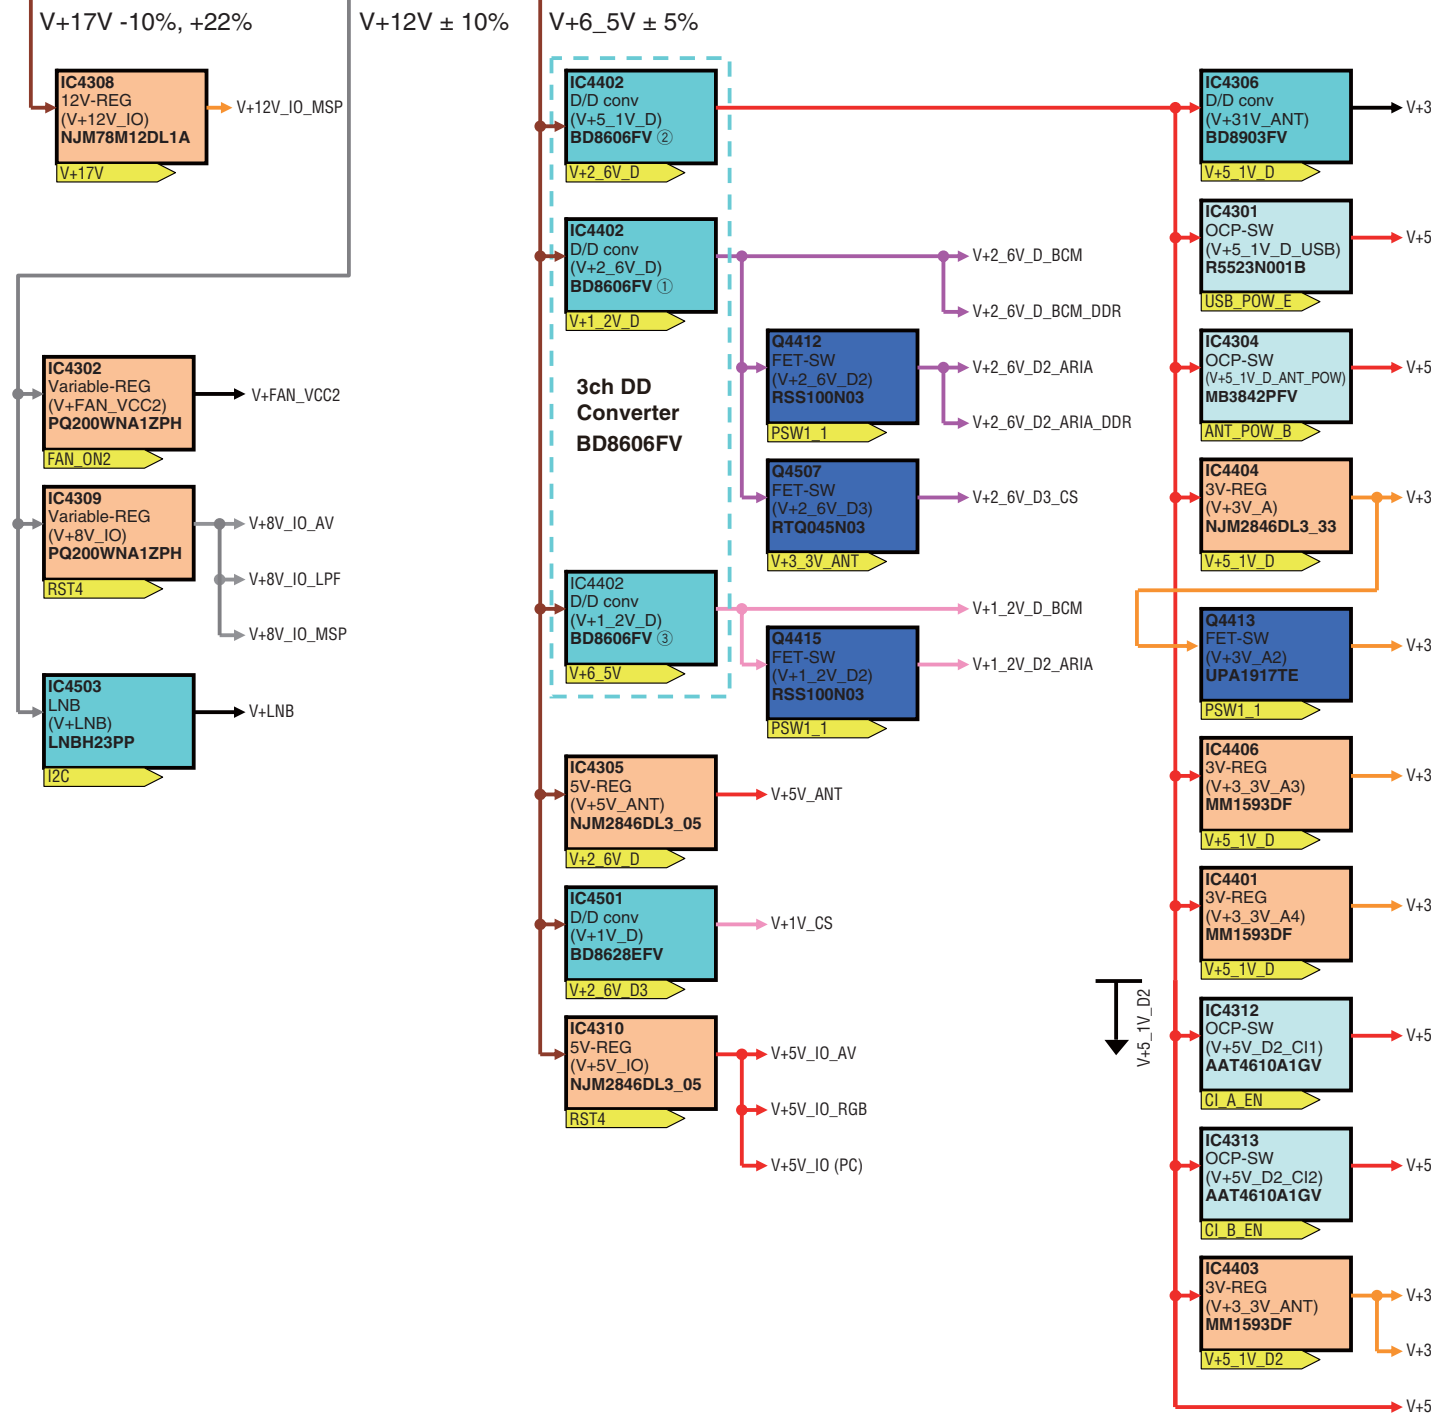 V+17V -10%, +22%
V+12V ± 10%
V+6_5V ± 5%
IC4308
12V-REG
(V+12V_IO)
NJM78M12DL1A
V+17V
V+12V_IO_MSP
IC4302
Variable-REG
(V+FAN_VCC2)
PQ200WNA1ZPH
FAN_ON2
V+FAN_VCC2
IC4309
Variable-REG
(V+8V_IO)
PQ200WNA1ZPH
RST4
V+8V_IO_AV
V+8V_IO_LPF
V+8V_IO_MSP
IC4503
LNB
(V+LNB)
LNBH23PP
I2C
V+LNB
IC4402
D/D conv
(V+5_1V_D)
BD8606FV ②
V+2_6V_D
IC4402
D/D conv
(V+2_6V_D)
BD8606FV ①
V+1_2V_D
3ch DD
Converter
BD8606FV
IC4402
D/D conv
(V+1_2V_D)
BD8606FV ③
V+6_5V
V+2_6V_D_BCM
V+2_6V_D_BCM_DDR
Q4412
FET-SW
(V+2_6V_D2)
RSS100N03
PSW1_1
V+2_6V_D2_ARIA
V+2_6V_D2_ARIA_DDR
Q4507
FET-SW
(V+2_6V_D3)
RTQ045N03
V+3_3V_ANT
V+2_6V_D3_CS
V+1_2V_D_BCM
Q4415
FET-SW
(V+1_2V_D2)
RSS100N03
PSW1_1
V+1_2V_D2_ARIA
IC4305
5V-REG
(V+5V_ANT)
NJM2846DL3_05
V+2_6V_D
V+5V_ANT
IC4501
D/D conv
(V+1V_D)
BD8628EFV
V+2_6V_D3
V+1V_CS
IC4310
5V-REG
(V+5V_IO)
NJM2846DL3_05
RST4
V+5V_IO_AV
V+5V_IO_RGB
V+5V_IO (PC)
IC4306
D/D conv
(V+31V_ANT)
BD8903FV
V+5_1V_D
V+3
IC4301
OCP-SW
(V+5_1V_D_USB)
R5523N001B
USB_POW_E
V+5
IC4304
OCP-SW
(V+5_1V_D_ANT_POW)
MB3842PFV
ANT_POW_B
V+5
IC4404
3V-REG
(V+3V_A)
NJM2846DL3_33
V+5_1V_D
V+3
Q4413
FET-SW
(V+3V_A2)
UPA1917TE
PSW1_1
V+3
IC4406
3V-REG
(V+3_3V_A3)
MM1593DF
V+5_1V_D
V+3
IC4401
3V-REG
(V+3_3V_A4)
MM1593DF
V+5_1V_D
V+3
V+5_1V_D2
IC4312
OCP-SW
(V+5V_D2_CI1)
AAT4610A1GV
CI_A_EN
V+5
IC4313
OCP-SW
(V+5V_D2_CI2)
AAT4610A1GV
CI_B_EN
V+5
IC4403
3V-REG
(V+3_3V_ANT)
MM1593DF
V+5_1V_D2
V+3
V+3
V+5